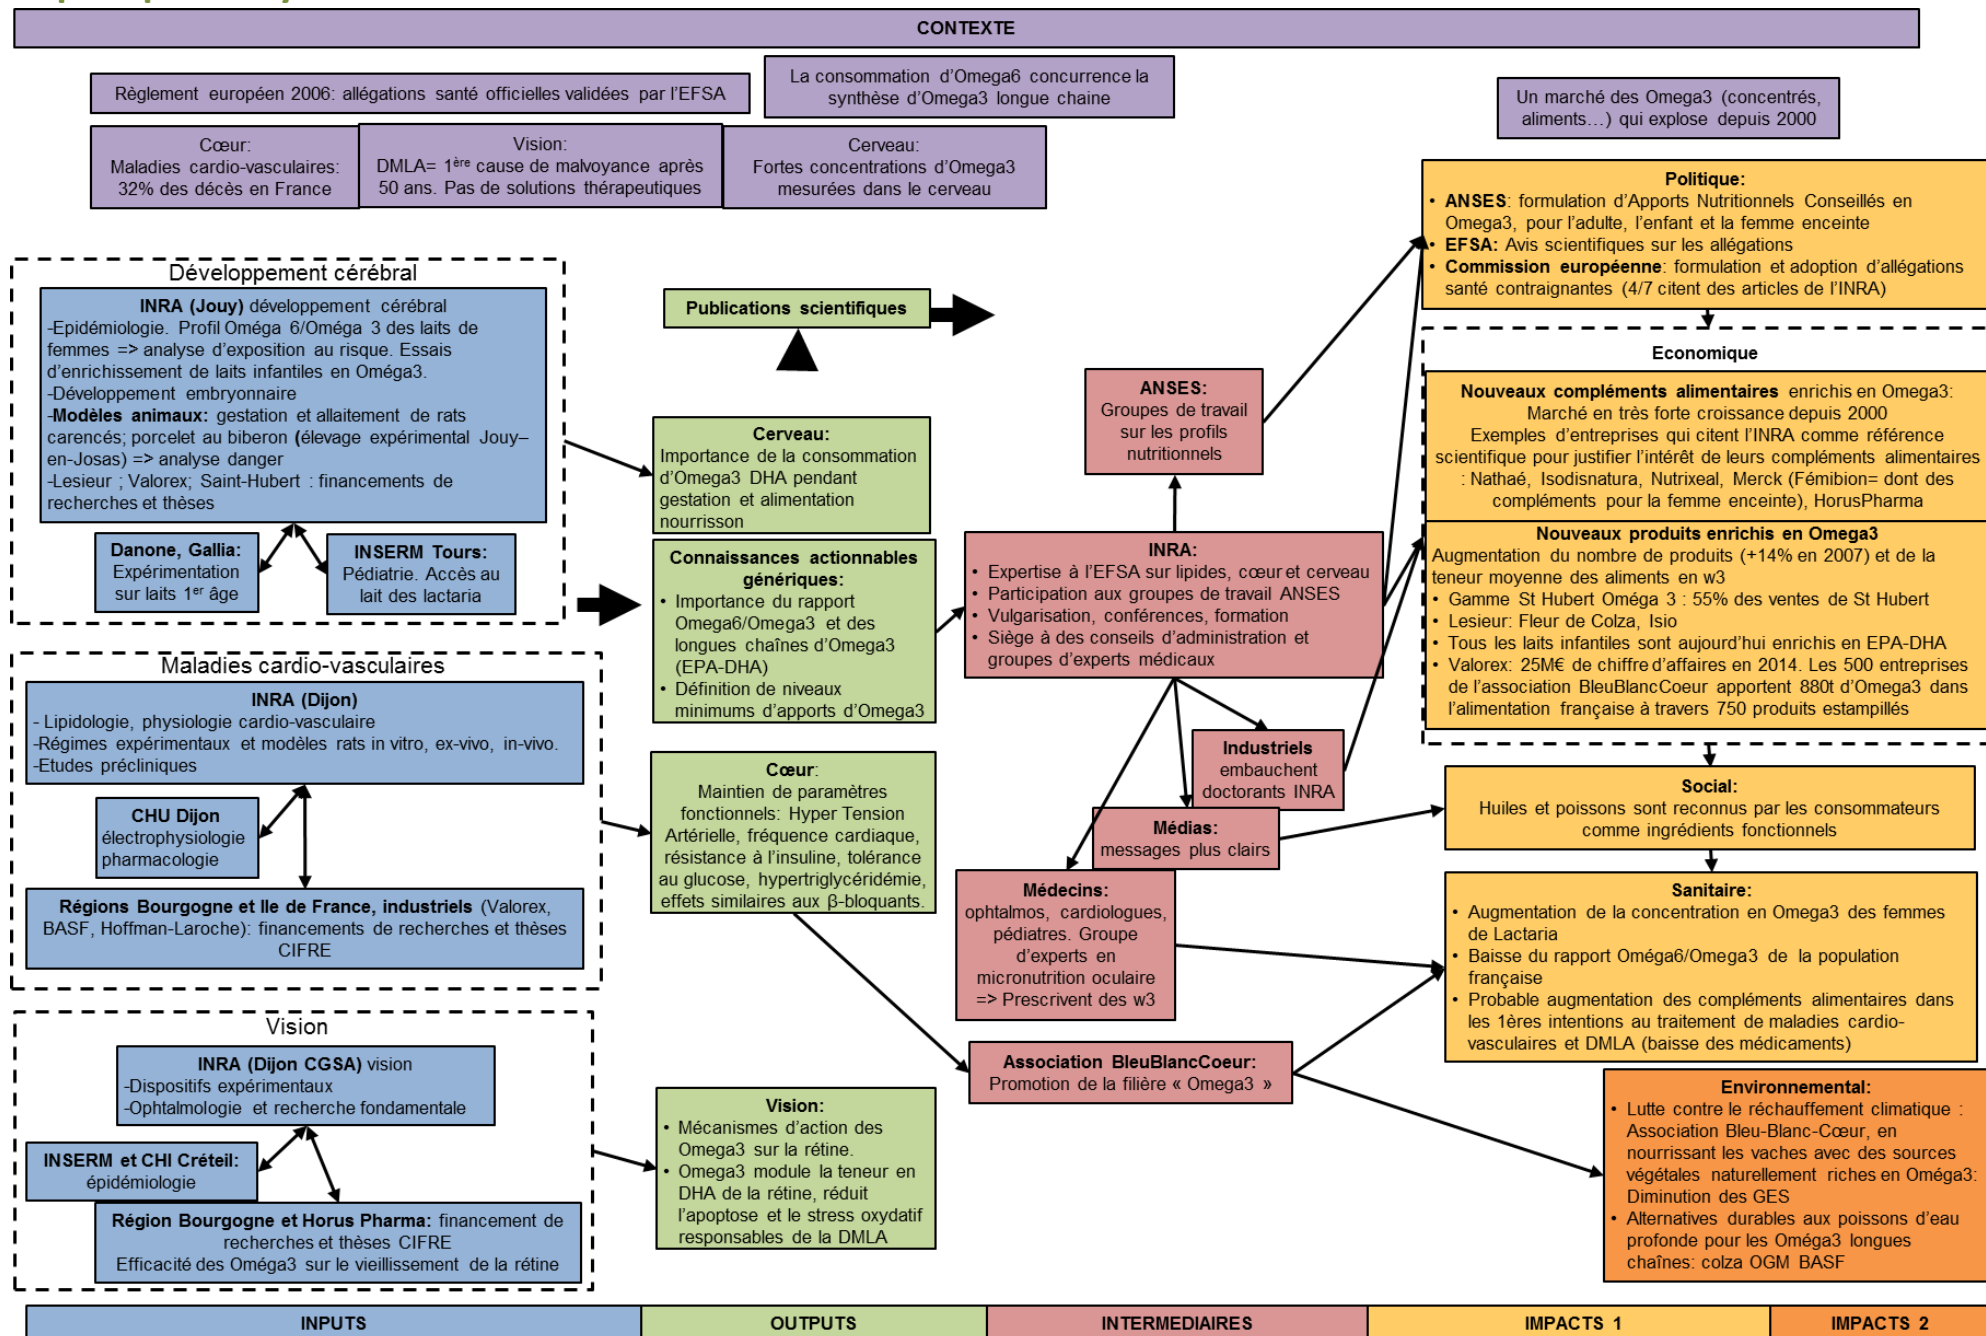 CONTEXTE
Règlement européen 2006: allégations santé officielles validées par l'EFSA
La consommation d'Omega6 concurrence la
synthèse d'Omega3 longue chaine
Un marché des Omega3 (concentrés,
aliments…) qui explose depuis 2000
Cœur:
Maladies cardio-vasculaires:
32% des décès en France
Vision:
DMLA= 1ère cause de malvoyance après
50 ans. Pas de solutions thérapeutiques
Cerveau:
Fortes concentrations d'Omega3
mesurées dans le cerveau
Développement cérébral
INRA (Jouy) développement cérébral
-Epidémiologie. Profil Oméga 6/Oméga 3 des laits de
femmes => analyse d'exposition au risque. Essais
d'enrichissement de laits infantiles en Oméga3.
-Développement embryonnaire
-Modèles animaux: gestation et allaitement de rats
carencés; porcelet au biberon (élevage expérimental Jouy–
en-Josas) => analyse danger
-Lesieur ; Valorex; Saint-Hubert : financements de
recherches et thèses
Danone, Gallia:
Expérimentation
sur laits 1er âge
INSERM Tours:
Pédiatrie. Accès au
lait des lactaria
Maladies cardio-vasculaires
INRA (Dijon)
- Lipidologie, physiologie cardio-vasculaire
-Régimes expérimentaux et modèles rats in vitro, ex-vivo, in-vivo.
-Etudes précliniques
CHU Dijon
électrophysiologie
pharmacologie
Régions Bourgogne et Ile de France, industriels (Valorex,
BASF, Hoffman-Laroche): financements de recherches et thèses
CIFRE
Vision
INRA (Dijon CGSA) vision
-Dispositifs expérimentaux
-Ophtalmologie et recherche fondamentale
INSERM et CHI Créteil:
épidémiologie
Région Bourgogne et Horus Pharma: financement de
recherches et thèses CIFRE
Efficacité des Oméga3 sur le vieillissement de la rétine
Publications scientifiques
Cerveau:
Importance de la consommation
d'Omega3 DHA pendant
gestation et alimentation
nourrisson
Connaissances actionnables
génériques:
• Importance du rapport
Omega6/Omega3 et des
longues chaînes d'Omega3
(EPA-DHA)
• Définition de niveaux
minimums d'apports d'Omega3
Cœur:
Maintien de paramètres
fonctionnels: Hyper Tension
Artérielle, fréquence cardiaque,
résistance à l'insuline, tolérance
au glucose, hypertriglycéridémie,
effets similaires aux β-bloquants.
Vision:
• Mécanismes d'action des
Omega3 sur la rétine.
• Omega3 module la teneur en
DHA de la rétine, réduit
l'apoptose et le stress oxydatif
responsables de la DMLA
ANSES:
Groupes de travail
sur les profils
nutritionnels
INRA:
• Expertise à l'EFSA sur lipides, cœur et cerveau
• Participation aux groupes de travail ANSES
• Vulgarisation, conférences, formation
• Siège à des conseils d'administration et
groupes d'experts médicaux
Industriels
embauchent
doctorants INRA
Médias:
messages plus clairs
Médecins:
ophtalmos, cardiologues,
pédiatres. Groupe
d'experts en
micronutrition oculaire
=> Prescrivent des w3
Association BleuBlancCoeur:
Promotion de la filière « Omega3 »
Politique:
• ANSES: formulation d'Apports Nutritionnels Conseillés en
Omega3, pour l'adulte, l'enfant et la femme enceinte
• EFSA: Avis scientifiques sur les allégations
• Commission européenne: formulation et adoption d'allégations
santé contraignantes (4/7 citent des articles de l'INRA)
Economique
Nouveaux compléments alimentaires enrichis en Omega3:
Marché en très forte croissance depuis 2000
Exemples d'entreprises qui citent l'INRA comme référence
scientifique pour justifier l'intérêt de leurs compléments alimentaires
: Nathaé, Isodisnatura, Nutrixeal, Merck (Fémibion= dont des
compléments pour la femme enceinte), HorusPharma
Nouveaux produits enrichis en Omega3
Augmentation du nombre de produits (+14% en 2007) et de la
teneur moyenne des aliments en w3
• Gamme St Hubert Oméga 3 : 55% des ventes de St Hubert
• Lesieur: Fleur de Colza, Isio
• Tous les laits infantiles sont aujourd'hui enrichis en EPA-DHA
• Valorex: 25M€ de chiffre d'affaires en 2014. Les 500 entreprises
de l'association BleuBlancCoeur apportent 880t d'Omega3 dans
l'alimentation française à travers 750 produits estampillés
Social:
Huiles et poissons sont reconnus par les consommateurs
comme ingrédients fonctionnels
Sanitaire:
• Augmentation de la concentration en Omega3 des femmes
de Lactaria
• Baisse du rapport Oméga6/Omega3 de la population
française
• Probable augmentation des compléments alimentaires dans
les 1ères intentions au traitement de maladies cardio-
vasculaires et DMLA (baisse des médicaments)
Environnemental:
• Lutte contre le réchauffement climatique :
Association Bleu-Blanc-Cœur, en
nourrissant les vaches avec des sources
végétales naturellement riches en Oméga3:
Diminution des GES
• Alternatives durables aux poissons d'eau
profonde pour les Oméga3 longues
chaînes: colza OGM BASF
INPUTS
OUTPUTS
INTERMEDIAIRES
IMPACTS 1
IMPACTS 2